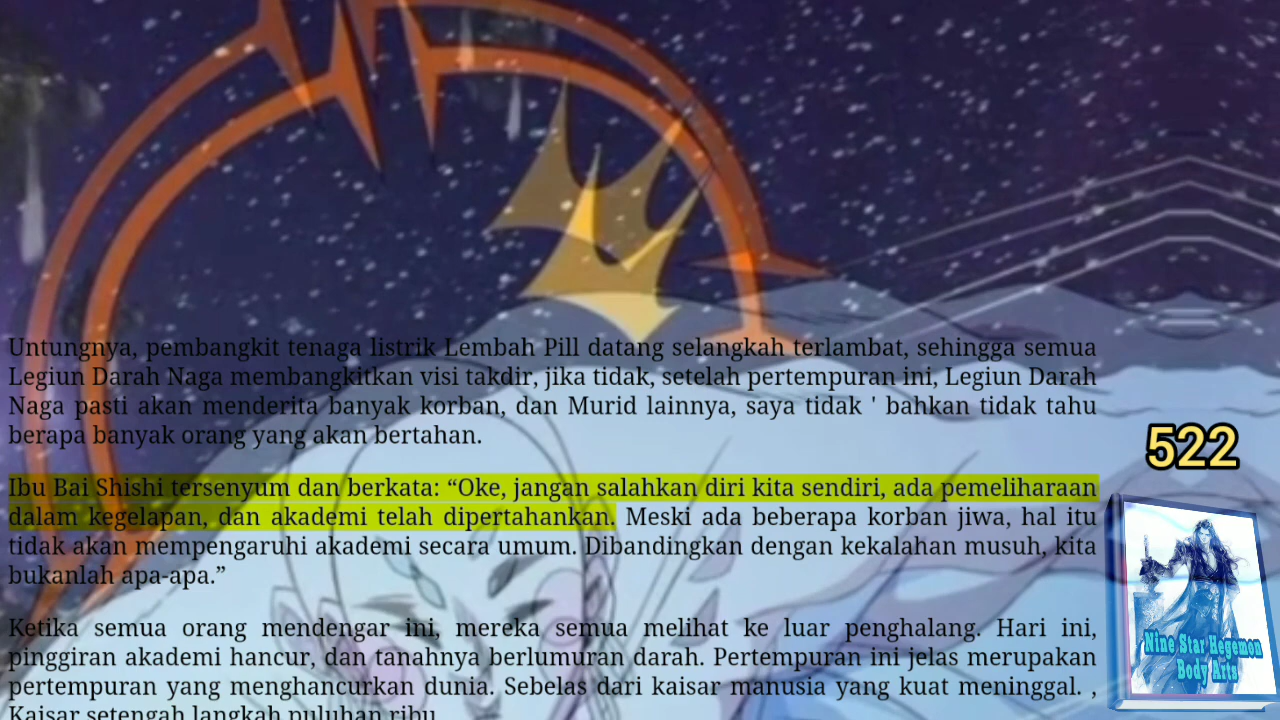 Untungnya, pembangkit tenaga listrik Lembah Pill datang selangkah terlambat, sehingga semua
Legiun Darah Naga membangkitkan visi takdir, jika tidak, setelah pertempuran ini, Legiun Darah
Naga pasti akan menderita banyak korban, dan Murid lainnya, saya tidak ' bahkan tidak tahu
berapa banyak orang yang akan bertahan.
Ibu Bai Shishi tersenyum dan berkata: “Oke, jangan salahkan diri kita sendiri, ada pemeliharaan
dalam kegelapan, dan akademi telah dipertahankan. Meski ada beberapa korban jiwa, hal itu
tidak akan mempengaruhi akademi secara umum. Dibandingkan dengan kekalahan musuh, kita
bukanlah apa-apa.”
Ketika semua orang mendengar ini, mereka semua melihat ke luar penghalang. Hari ini,
pinggiran akademi hancur, dan tanahnya berlumuran darah. Pertempuran ini jelas merupakan
pertempuran yang menghancurkan dunia. Sebelas dari kaisar manusia yang kuat meninggal. ,
Kaisar setengah langkah puluhan ribu
522
Nine Star Hegemon
Body Arts